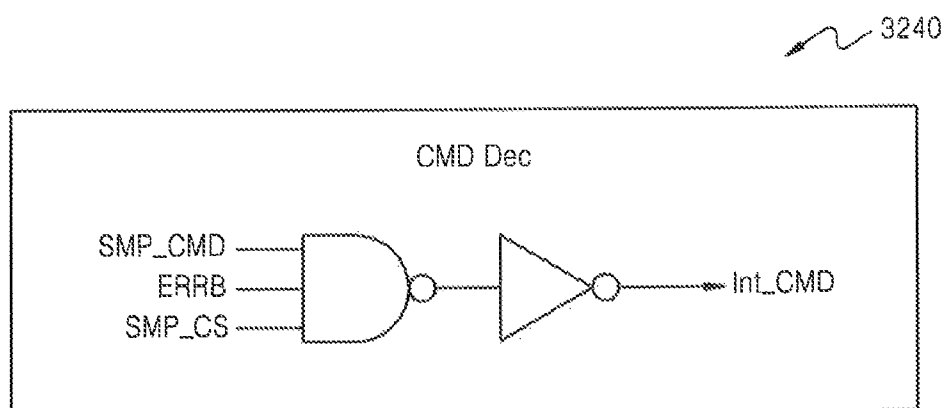 3240
CMD Dec
SMP_CMD
ERRB
SMP_CS
Int_CMD